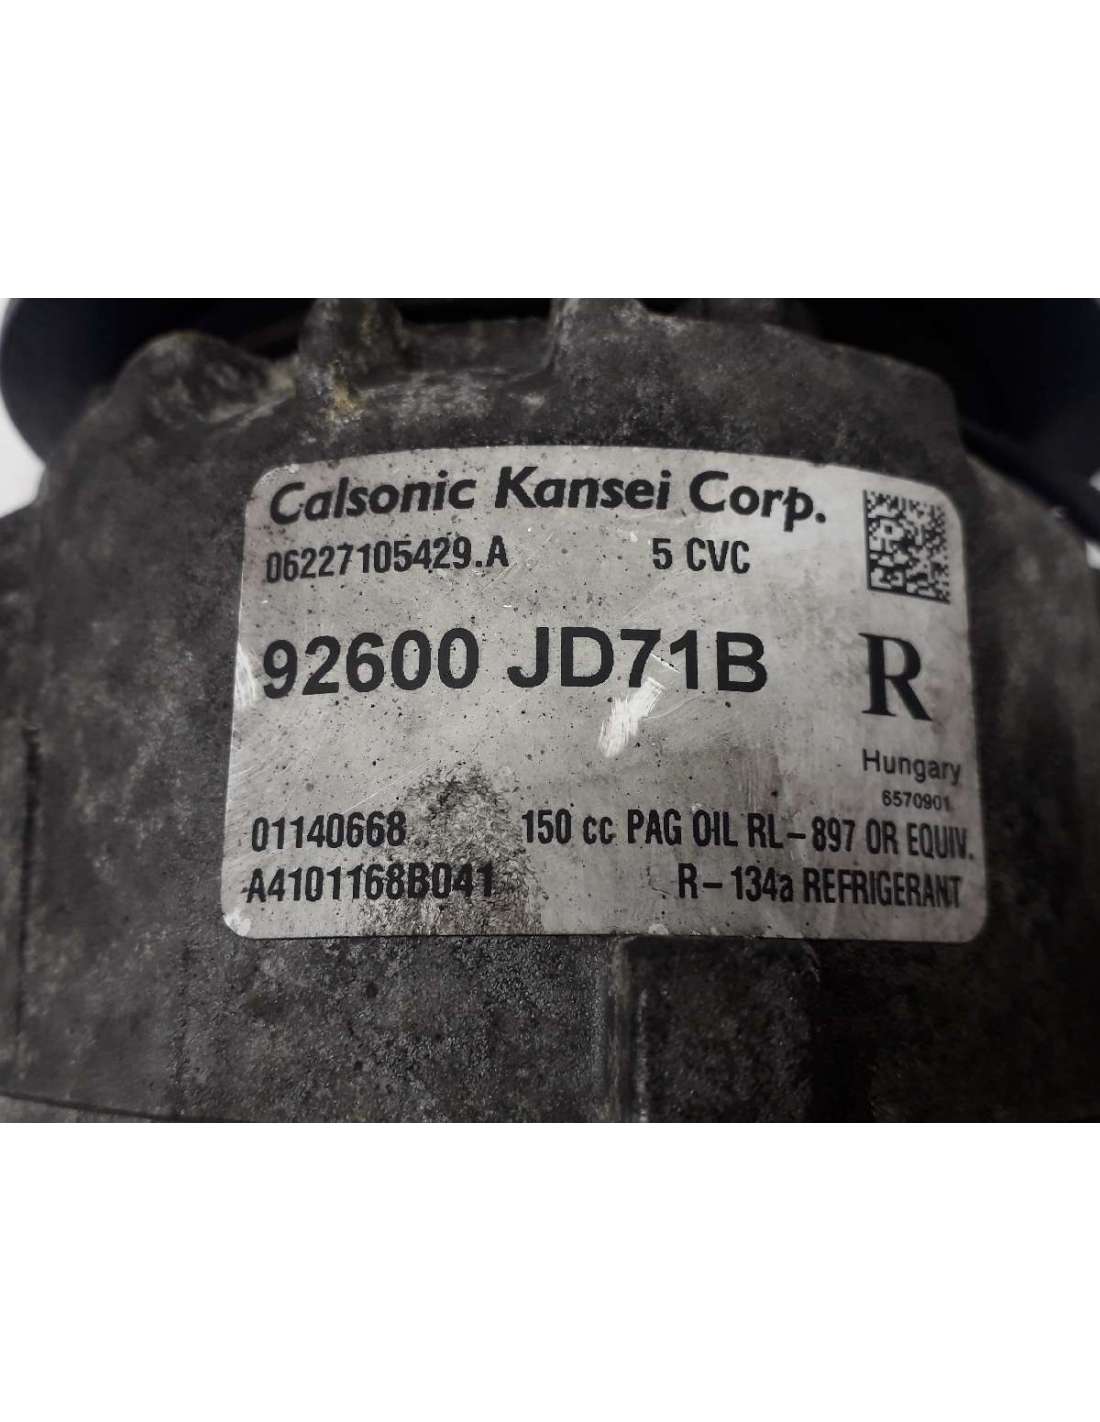 Calsonic Kansei Corp.
06227105429.A 5 CVC
92600 JD71B R
Hungary
6570901
01140668 150 cc PAG OIL RL-897 OR EQUIV.
A4101168B041 R-134a REFRIGERANT